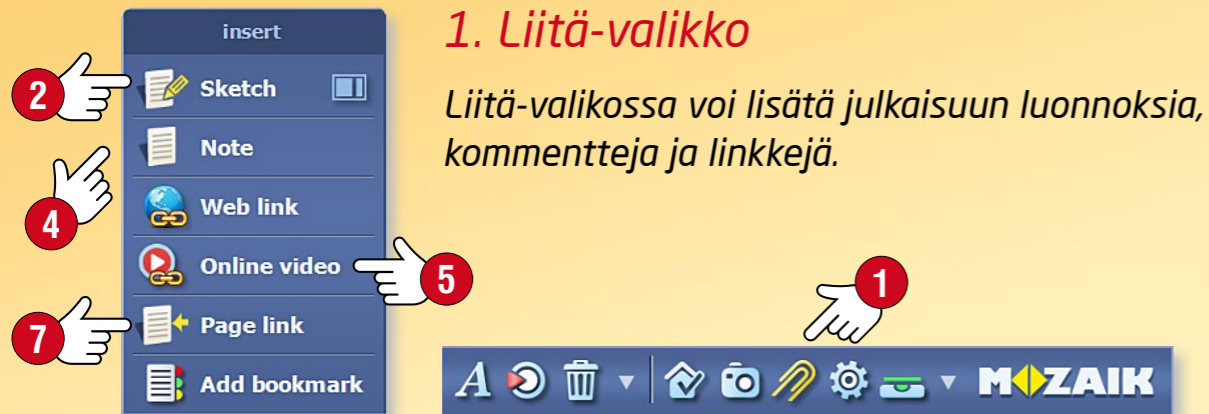 insert
2
Sketch
Note
4
Web link
Online video
5
7
Page link
Add bookmark
1. Liitä-valikko
Liitä-valikossa voi lisätä julkaisuun luonnoksia,
kommentteja ja linkkejä.
1
A
MOZAIK